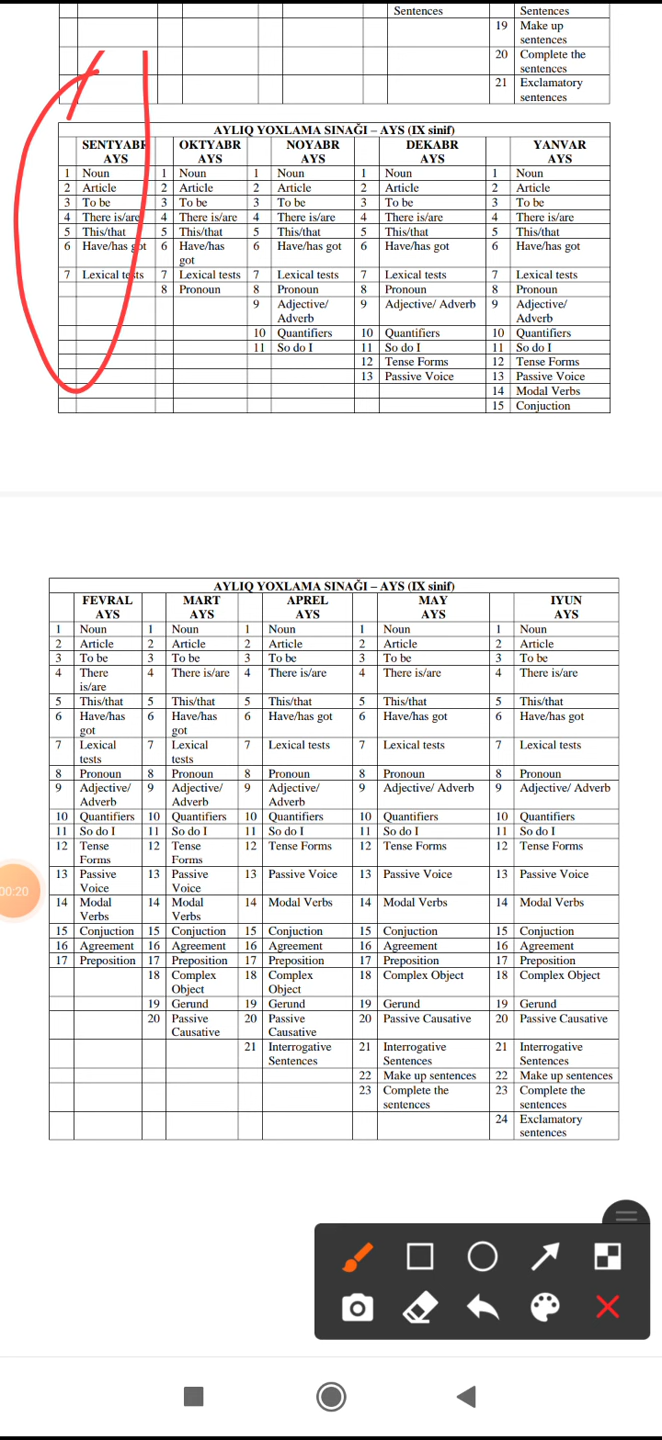 Sentences Sentences
19 Make up
sentences
20 Complete the
sentences
21 Exclamatory
sentences
AYLIQ YOXLAMA SINAĞI – AYS (IX sinif)
SENTYABR OKTYABR NOYABR DEKABR YANVAR
AYS AYS AYS AYS AYS
1 Noun 1 Noun 1 Noun 1 Noun 1 Noun
2 Article 2 Article 2 Article 2 Article 2 Article
3 To be 3 To be 3 To be 3 To be 3 To be
4 There is/are 4 There is/are 4 There is/are 4 There is/are 4 There is/are
5 This/that 5 This/that 5 This/that 5 This/that 5 This/that
6 Have/has got 6 Have/has 6 Have/has got 6 Have/has got 6 Have/has got
got
7 Lexical tests 7 Lexical tests 7 Lexical tests 7 Lexical tests 7 Lexical tests
8 Pronoun 8 Pronoun 8 Pronoun 8 Pronoun
9 Adjective/ 9 Adjective/ Adverb 9 Adjective/
Adverb Adverb
10 Quantifiers 10 Quantifiers 10 Quantifiers
11 So do I 11 So do I 11 So do I
12 Tense Forms 12 Tense Forms
13 Passive Voice 13 Passive Voice
14 Modal Verbs
15 Conjuction
AYLIQ YOXLAMA SINAĞI – AYS (IX sinif)
FEVRAL MART APREL MAY IYUN
AYS AYS AYS AYS AYS
1 Noun 1 Noun 1 Noun 1 Noun 1 Noun
2 Article 2 Article 2 Article 2 Article 2 Article
3 To be 3 To be 3 To be 3 To be 3 To be
4 There 4 There is/are 4 There is/are 4 There is/are 4 There is/are
is/are
5 This/that 5 This/that 5 This/that 5 This/that 5 This/that
6 Have/has 6 Have/has 6 Have/has got 6 Have/has got 6 Have/has got
got got
7 Lexical 7 Lexical 7 Lexical tests 7 Lexical tests 7 Lexical tests
tests tests
8 Pronoun 8 Pronoun 8 Pronoun 8 Pronoun 8 Pronoun
9 Adjective/ 9 Adjective/ 9 Adjective/ 9 Adjective/ Adverb 9 Adjective/ Adverb
Adverb Adverb Adverb
10 Quantifiers 10 Quantifiers 10 Quantifiers 10 Quantifiers 10 Quantifiers
11 So do I 11 So do I 11 So do I 11 So do I 11 So do I
12 Tense 12 Tense 12 Tense Forms 12 Tense Forms 12 Tense Forms
Forms Forms
13 Passive 13 Passive 13 Passive Voice 13 Passive Voice 13 Passive Voice
Voice Voice
00:20
14 Modal 14 Modal 14 Modal Verbs 14 Modal Verbs 14 Modal Verbs
Verbs Verbs
15 Conjuction 15 Conjuction 15 Conjuction 15 Conjuction 15 Conjuction
16 Agreement 16 Agreement 16 Agreement 16 Agreement 16 Agreement
17 Preposition 17 Preposition 17 Preposition 17 Preposition 17 Preposition
18 Complex 18 Complex 18 Complex Object 18 Complex Object
Object Object
19 Gerund 19 Gerund 19 Gerund 19 Gerund
20 Passive 20 Passive 20 Passive Causative 20 Passive Causative
Causative Causative
21 Interrogative 21 Interrogative 21 Interrogative
Sentences Sentences Sentences
22 Make up sentences 22 Make up sentences
23 Complete the 23 Complete the
sentences sentences
24 Exclamatory
sentences